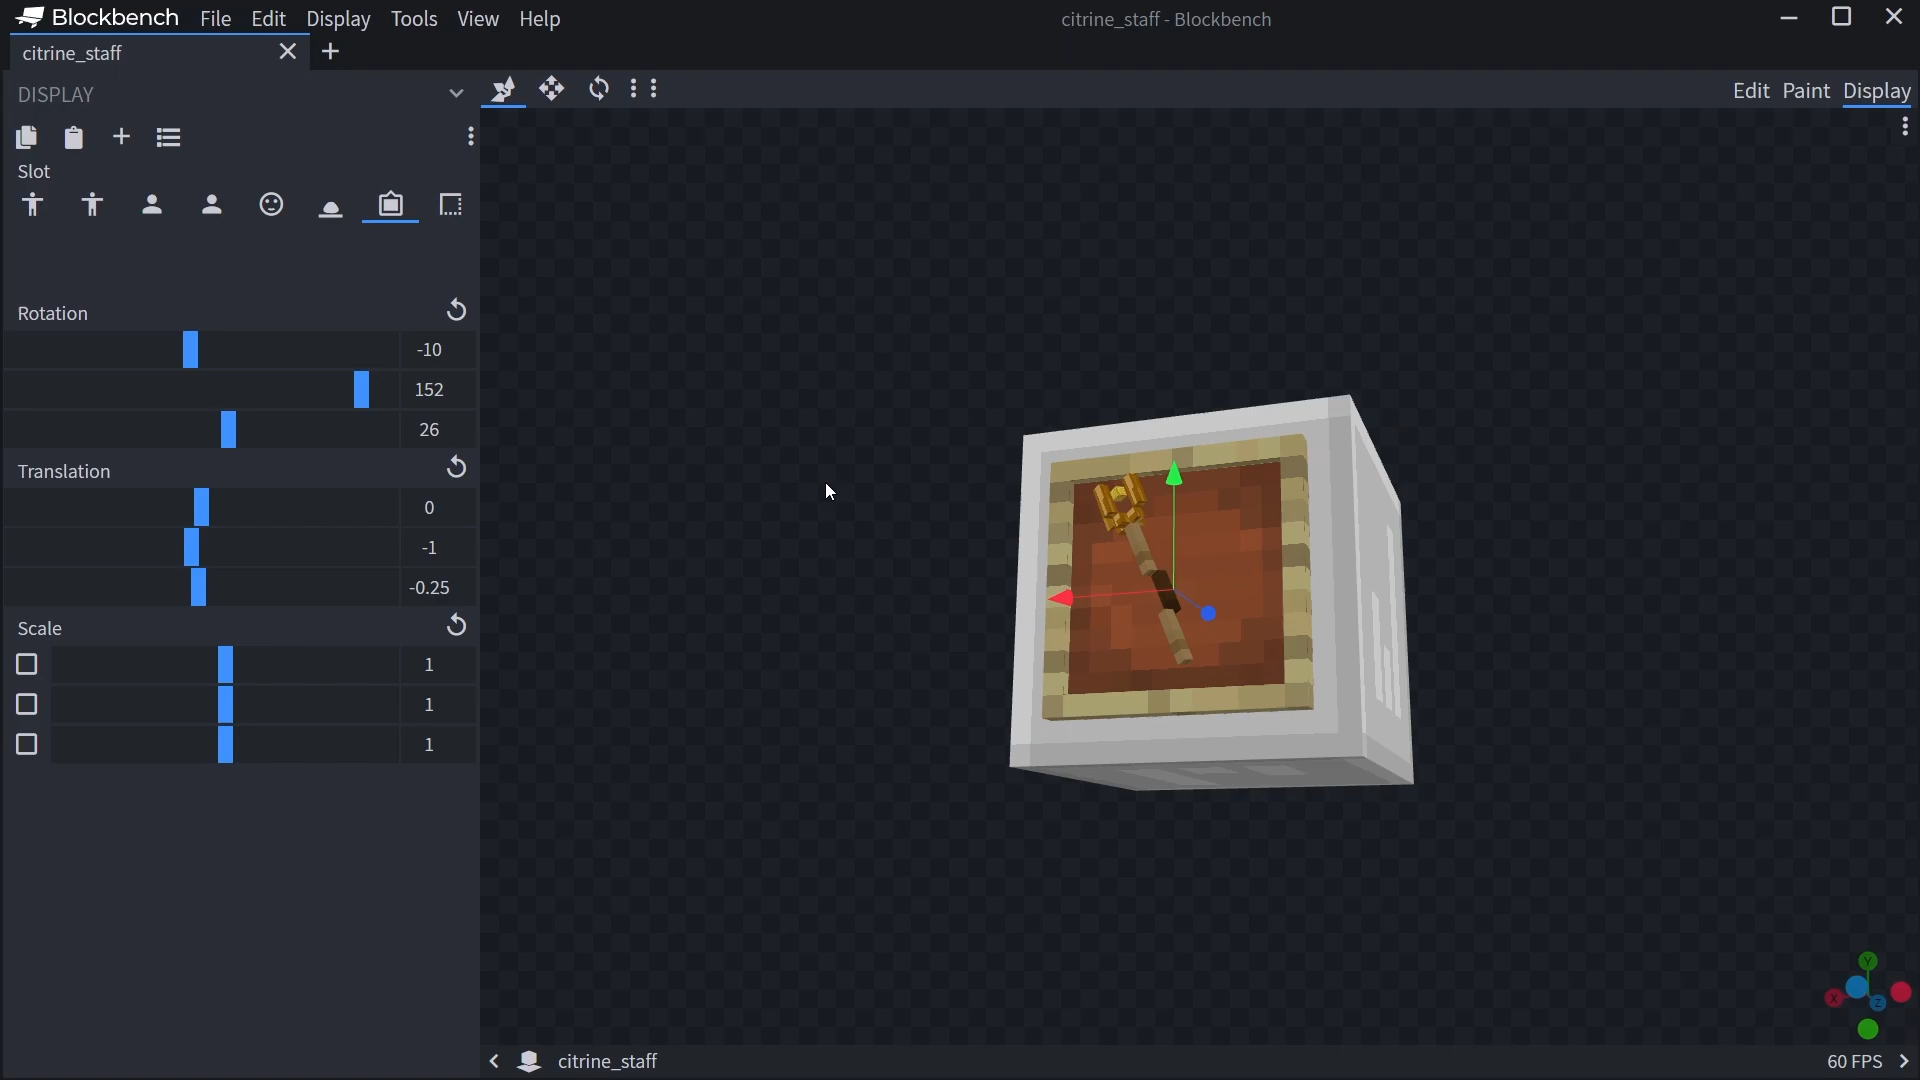 Blockbench File Edit Display Tools View Help
citrine_staff - Blockbench
citrine_staff
DISPLAY
Edit Paint Display
Slot
Rotation
-10
152
26
Translation
0
-1
-0.25
Scale
1
1
1
Y
X
Z
citrine_staff
60 FPS